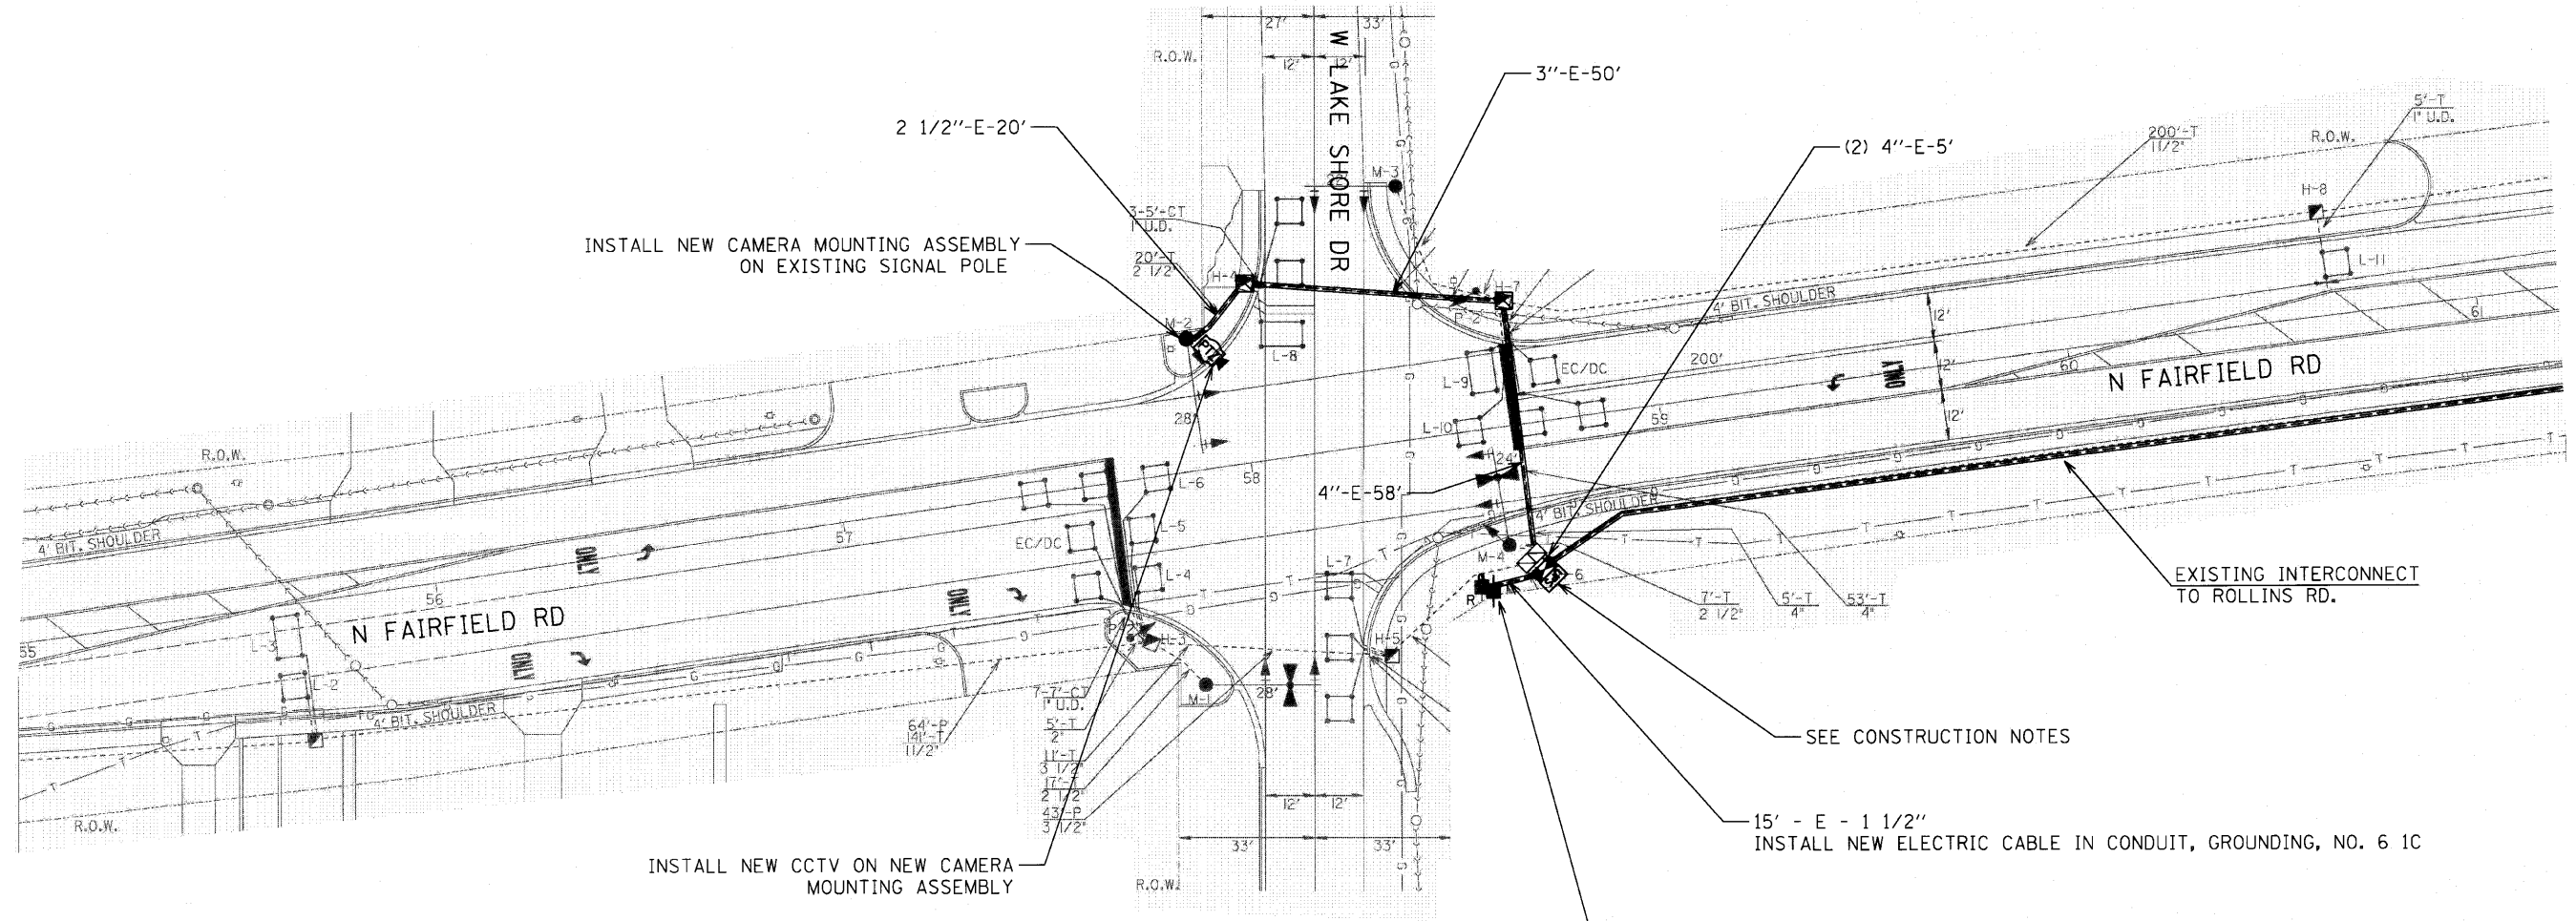 27'
33'
R.O.W.
12'
12'
W LAKE SHORE DR
3"-E-50'
2 1/2"-E-20'
(2) 4"-E-5'
5'-T
1" U.D.
200'-T
1 1/2"
R.O.W.
H-8
L-11
M-3
3-5'-CT
1" U.D.
INSTALL NEW CAMERA MOUNTING ASSEMBLY
ON EXISTING SIGNAL POLE
20'-T
2 1/2"
H-4
H-7
P-2
4' BIT. SHOULDER
12'
12'
12'
61
M-2
PTZ
L-8
L-9
EC/DC
200'
ONLY
60
N FAIRFIELD RD
28'
L-10
59
R.O.W.
L-6
58
24'
4"-E-58'
4' BIT. SHOULDER
4' BIT. SHOULDER
ONLY
57
EC/DC
L-5
L-7
M-4
L-4
56
ONLY
N FAIRFIELD RD
EXISTING INTERCONNECT
TO ROLLINS RD.
7'-T
2 1/2"
5'-T
4"
53'-T
4"
55
L-3
ONLY
H-3
H-5
L-2
4' BIT. SHOULDER
M-1
28'
7-7'-CT
1" U.D.
5'-T
2"
11'-T
3 1/2"
17'-T
2 1/2"
43'-P
3 1/2"
64'-P
141'-T
1 1/2"
SEE CONSTRUCTION NOTES
12'
12'
R.O.W.
33'
33'
15' - E - 1 1/2"
INSTALL NEW ELECTRIC CABLE IN CONDUIT, GROUNDING, NO. 6 1C
INSTALL NEW CCTV ON NEW CAMERA
MOUNTING ASSEMBLY
R.O.W.